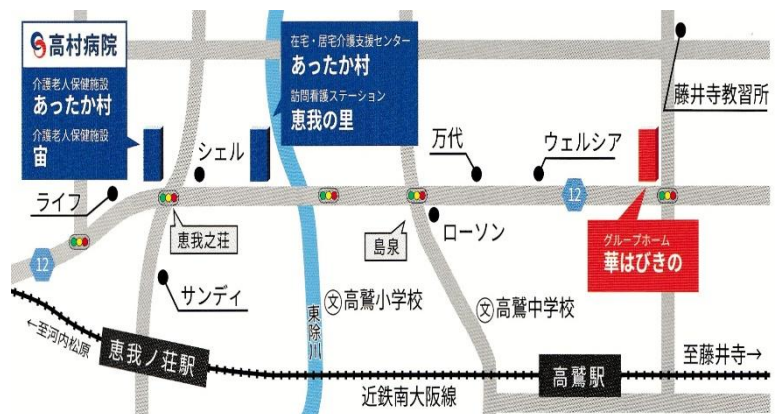 高村病院
介護老人保健施設
あったか村
介護老人保健施設
宙
在宅・居宅介護支援センター
あったか村
訪問看護ステーション
恵我の里
藤井寺教習所
シェル
万代
ウェルシア
ライフ
12
恵我之荘
島泉
ローソン
グループホーム
華はびきの
12
サンディ
東除川
文高鷲小学校
文高鷲中学校
←至河内松原
恵我ノ荘駅
近鉄南大阪線
高鷲駅
至藤井寺→